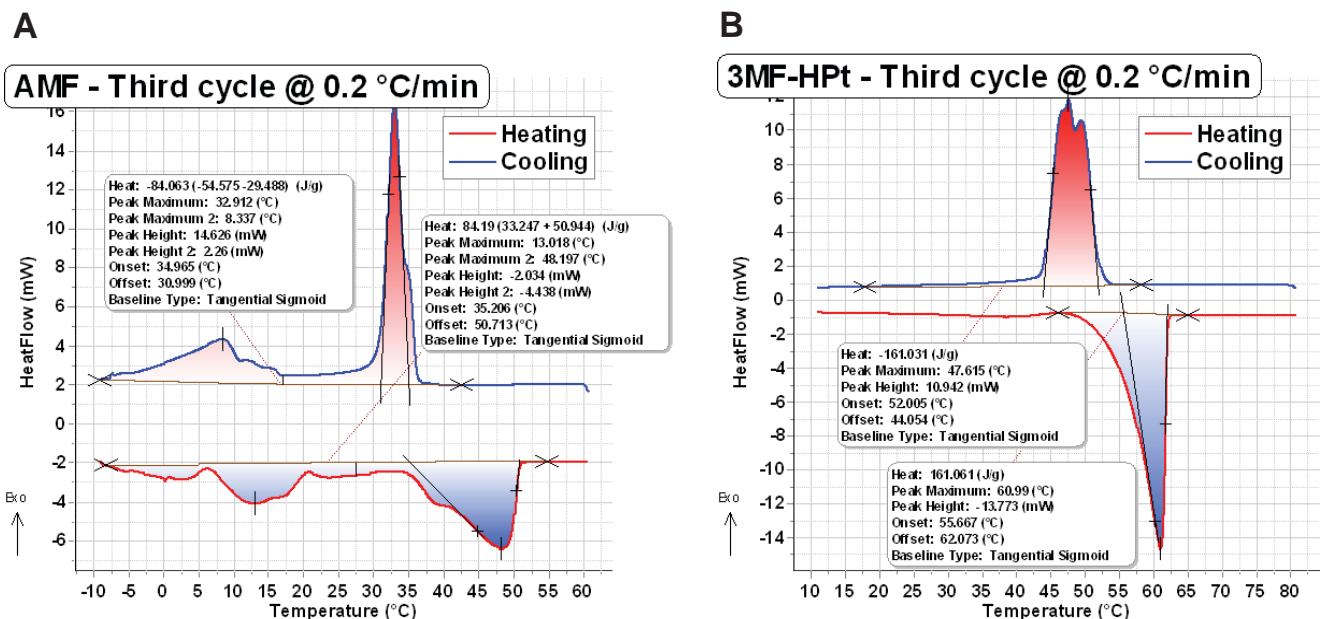 A
AMF - Third cycle @ 0.2 °C/min
Heating
Cooling
Heat: -84.063 (-54.575 -29.488) (J/g)
Peak Maximum: 32.912 (°C)
Peak Maximum 2: 8.337 (°C)
Peak Height: 14.626 (mW)
Peak Height 2: 2.26 (mW)
Onset: 34.965 (°C)
Offset: 30.999 (°C)
Baseline Type: Tangential Sigmoid
Heat: 84.19 (33.247 + 50.944) (J/g)
Peak Maximum: 13.018 (°C)
Peak Maximum 2: 48.197 (°C)
Peak Height: -2.034 (mW)
Peak Height 2: -4.438 (mW)
Onset: 35.206 (°C)
Offset: 50.713 (°C)
Baseline Type: Tangential Sigmoid
HeatFlow (mW)
16
14
12
10
8
6
4
2
0
-2
-4
-6
Exo
-10 -5 0 5 10 15 20 25 30 35 40 45 50 55 60
Temperature (°C)
B
3MF-HPt - Third cycle @ 0.2 °C/min
Heating
Cooling
Heat: -161.031 (J/g)
Peak Maximum: 47.615 (°C)
Peak Height: 10.942 (mW)
Onset: 52.005 (°C)
Offset: 44.054 (°C)
Baseline Type: Tangential Sigmoid
Heat: 161.061 (J/g)
Peak Maximum: 60.99 (°C)
Peak Height: -13.773 (mW)
Onset: 55.667 (°C)
Offset: 62.073 (°C)
Baseline Type: Tangential Sigmoid
HeatFlow (mW)
12
10
8
6
4
2
0
-2
-4
-6
-8
-10
-12
-14
Exo
10 15 20 25 30 35 40 45 50 55 60 65 70 75 80
Temperature (°C)